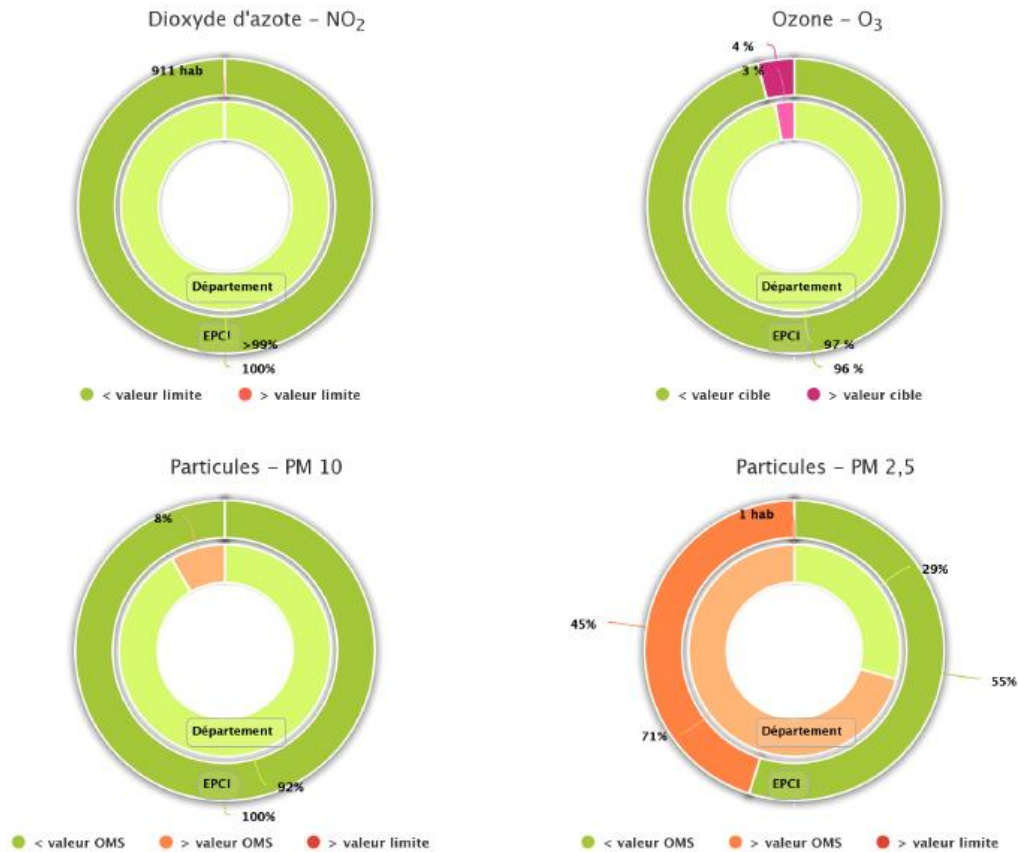 Dioxyde d'azote – NO₂
911 hab
Département
EPCI
>99%
100%
< valeur limite
> valeur limite
Ozone – O₃
4 %
3 %
Département
EPCI
97 %
96 %
< valeur cible
> valeur cible
Particules – PM 10
8%
Département
EPCI
92%
100%
< valeur OMS
> valeur OMS
> valeur limite
Particules – PM 2,5
1 hab
29%
45%
55%
71%
Département
EPCI
< valeur OMS
> valeur OMS
> valeur limite